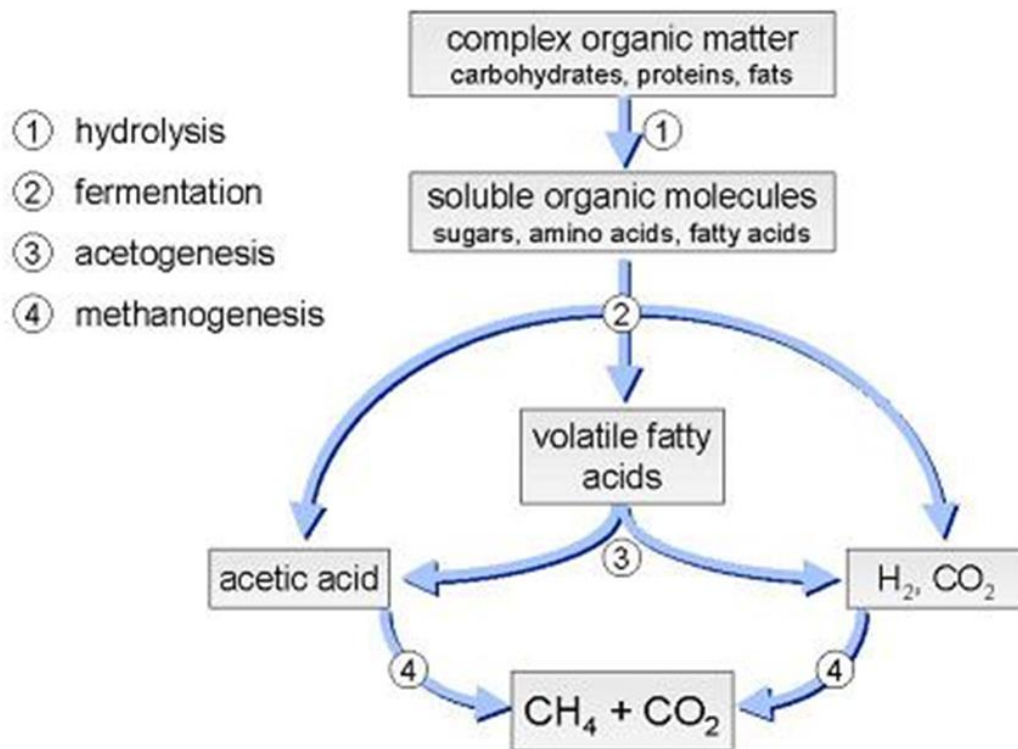 complex organic matter
carbohydrates, proteins, fats
① hydrolysis
① 
② fermentation
③ acetogenesis
④ methanogenesis
soluble organic molecules
sugars, amino acids, fatty acids
②
volatile fatty
acids
③
acetic acid
H₂, CO₂
④
④
CH₄ + CO₂